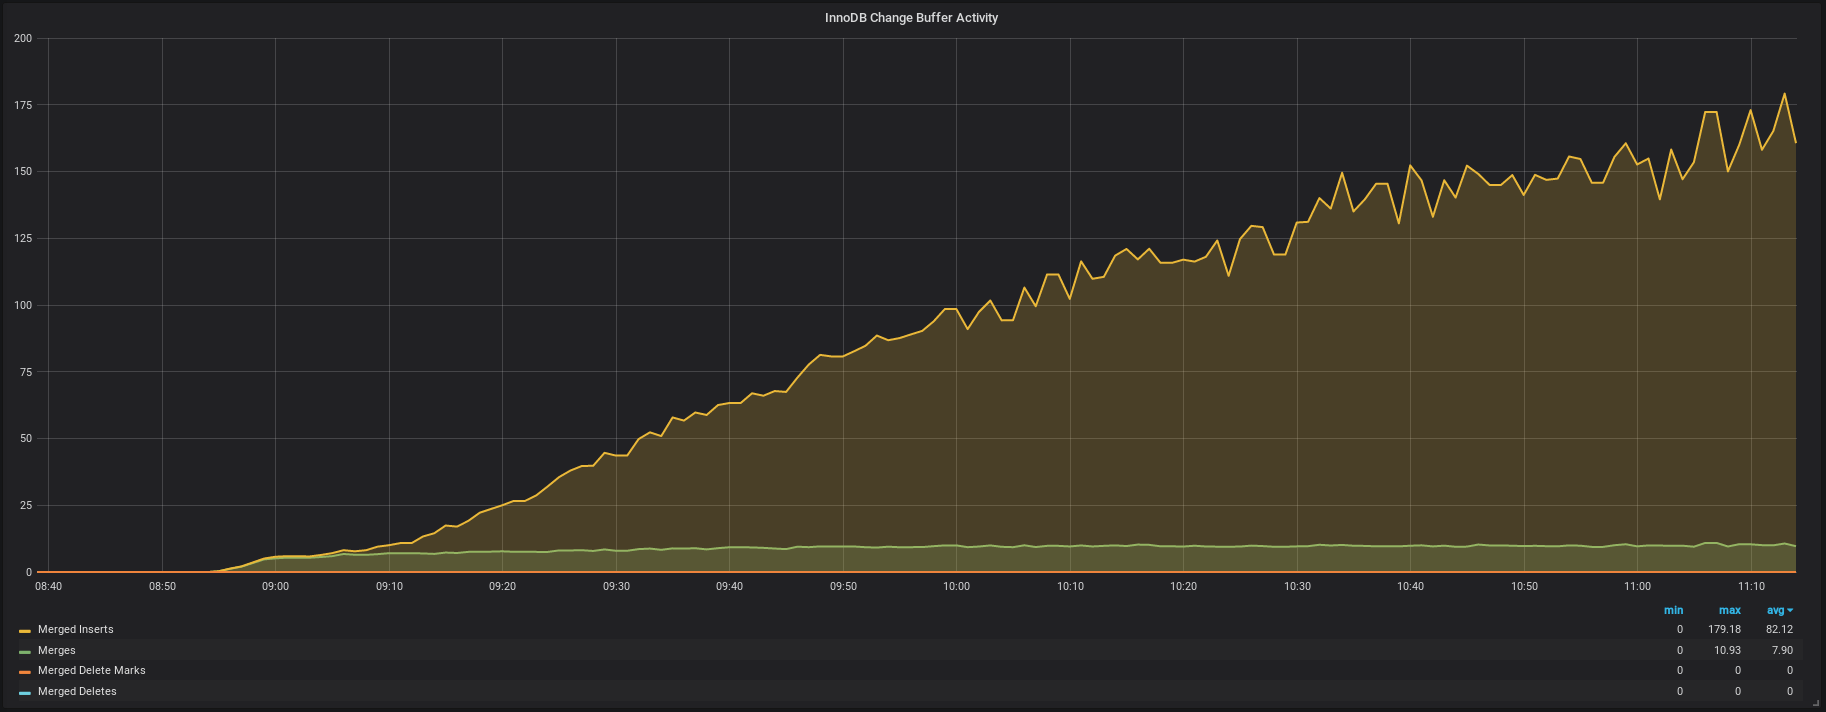 InnoDB Change Buffer Activity
200
175
150
125
100
75
50
25
0
08:40 08:50 09:00 09:10 09:20 09:30 09:40 09:50 10:00 10:10 10:20 10:30 10:40 10:50 11:00 11:10
min max avg
Merged Inserts 0 179.18 82.12
Merges 0 10.93 7.90
Merged Delete Marks 0 0 0
Merged Deletes 0 0 0